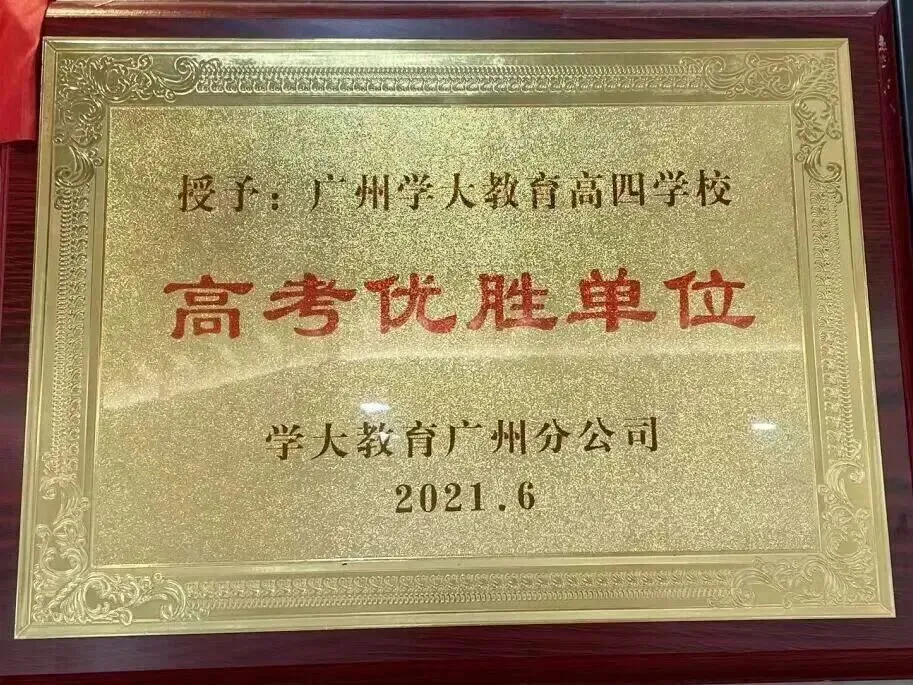 授予：广州学大教育高四学校
高考优胜单位
学大教育广州分公司
2021.6